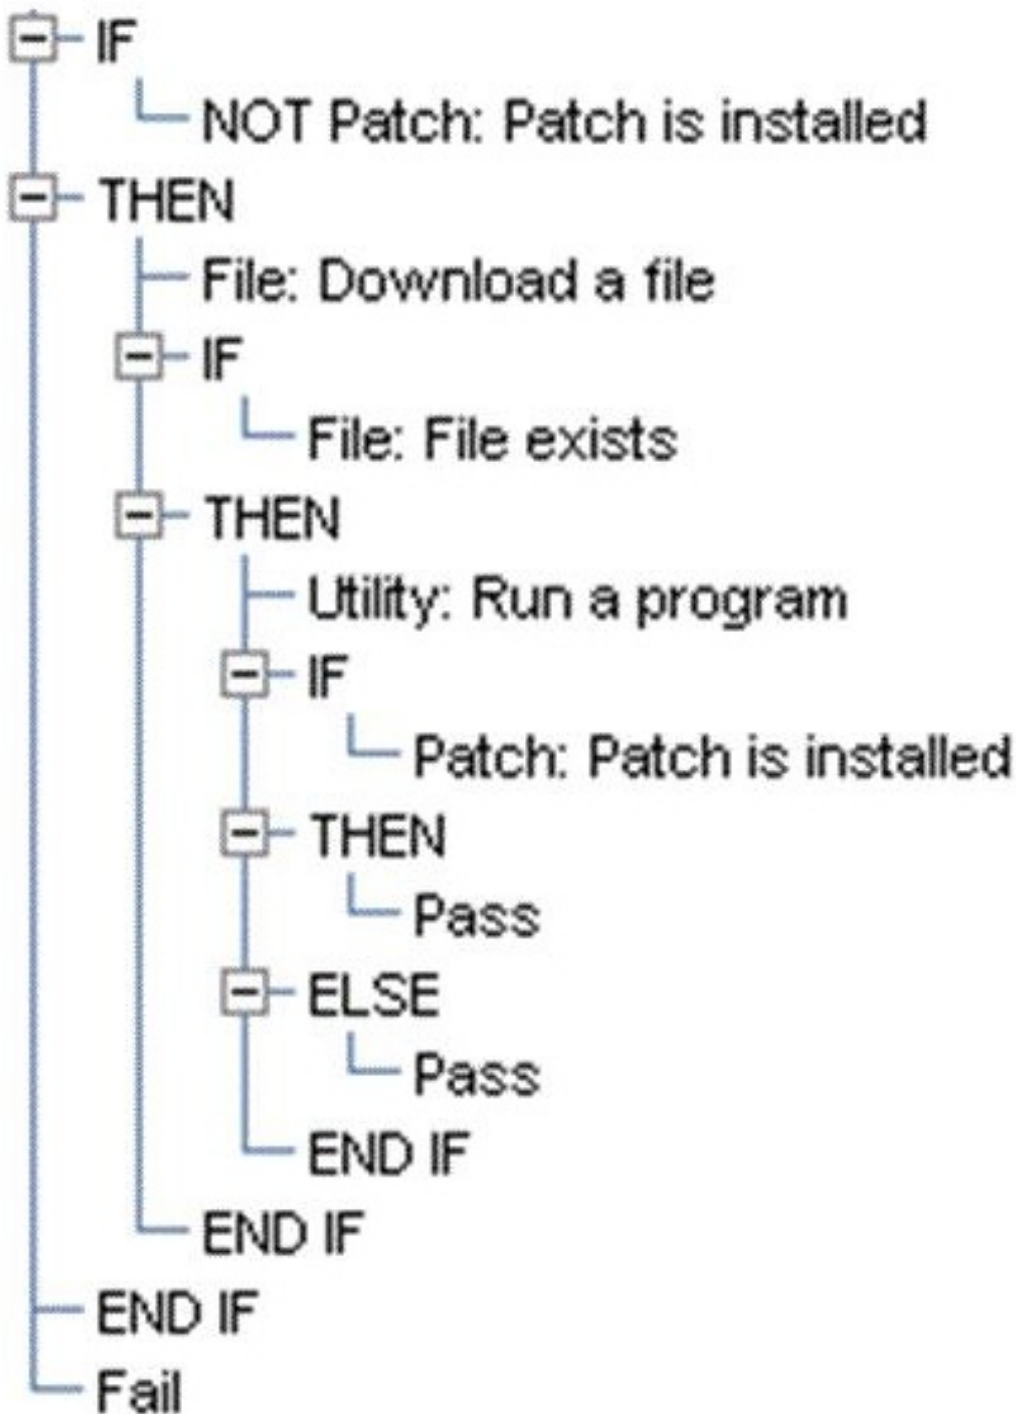 IF
NOT Patch: Patch is installed
THEN
File: Download a file
IF
File: File exists
THEN
Utility: Run a program
IF
Patch: Patch is installed
THEN
Pass
ELSE
Pass
END IF
END IF
END IF
Fail